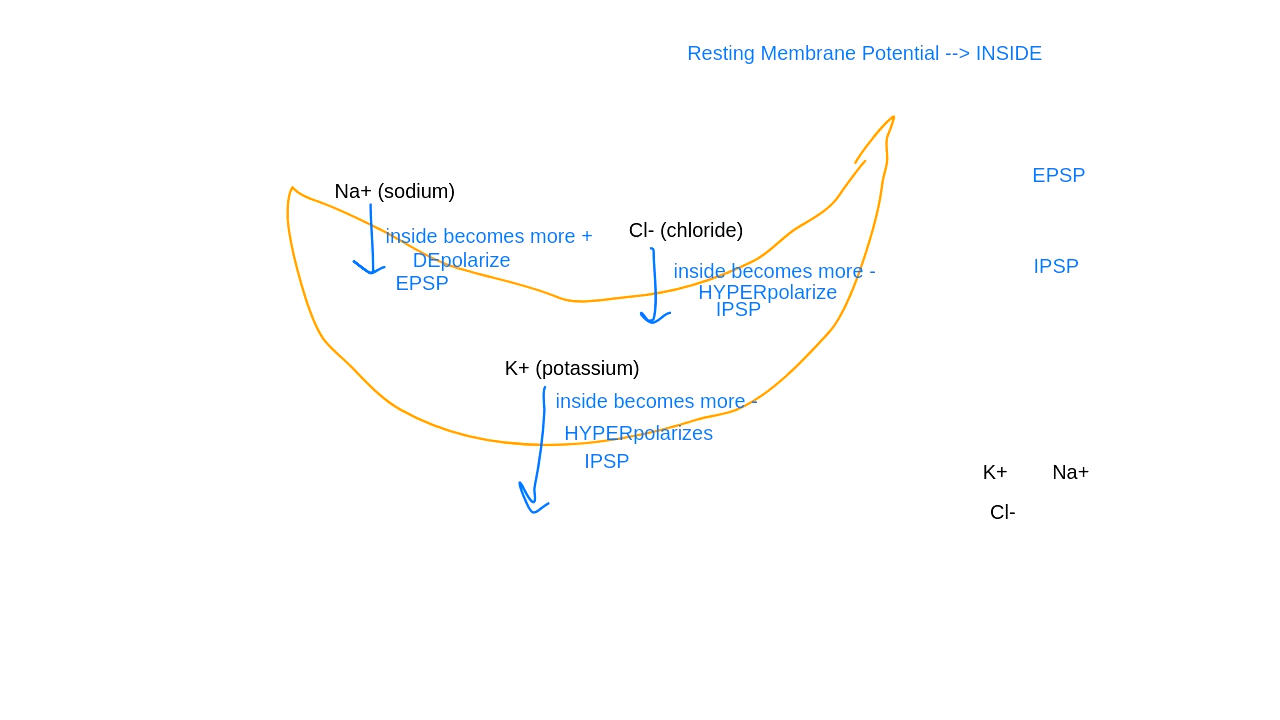 Resting Membrane Potential --> INSIDE
EPSP
Na+ (sodium)
Cl- (chloride)
inside becomes more +
DEpolarize
EPSP
IPSP
inside becomes more -
HYPERpolarize
IPSP
K+ (potassium)
inside becomes more -
HYPERpolarizes
IPSP
K+ Na+
Cl-